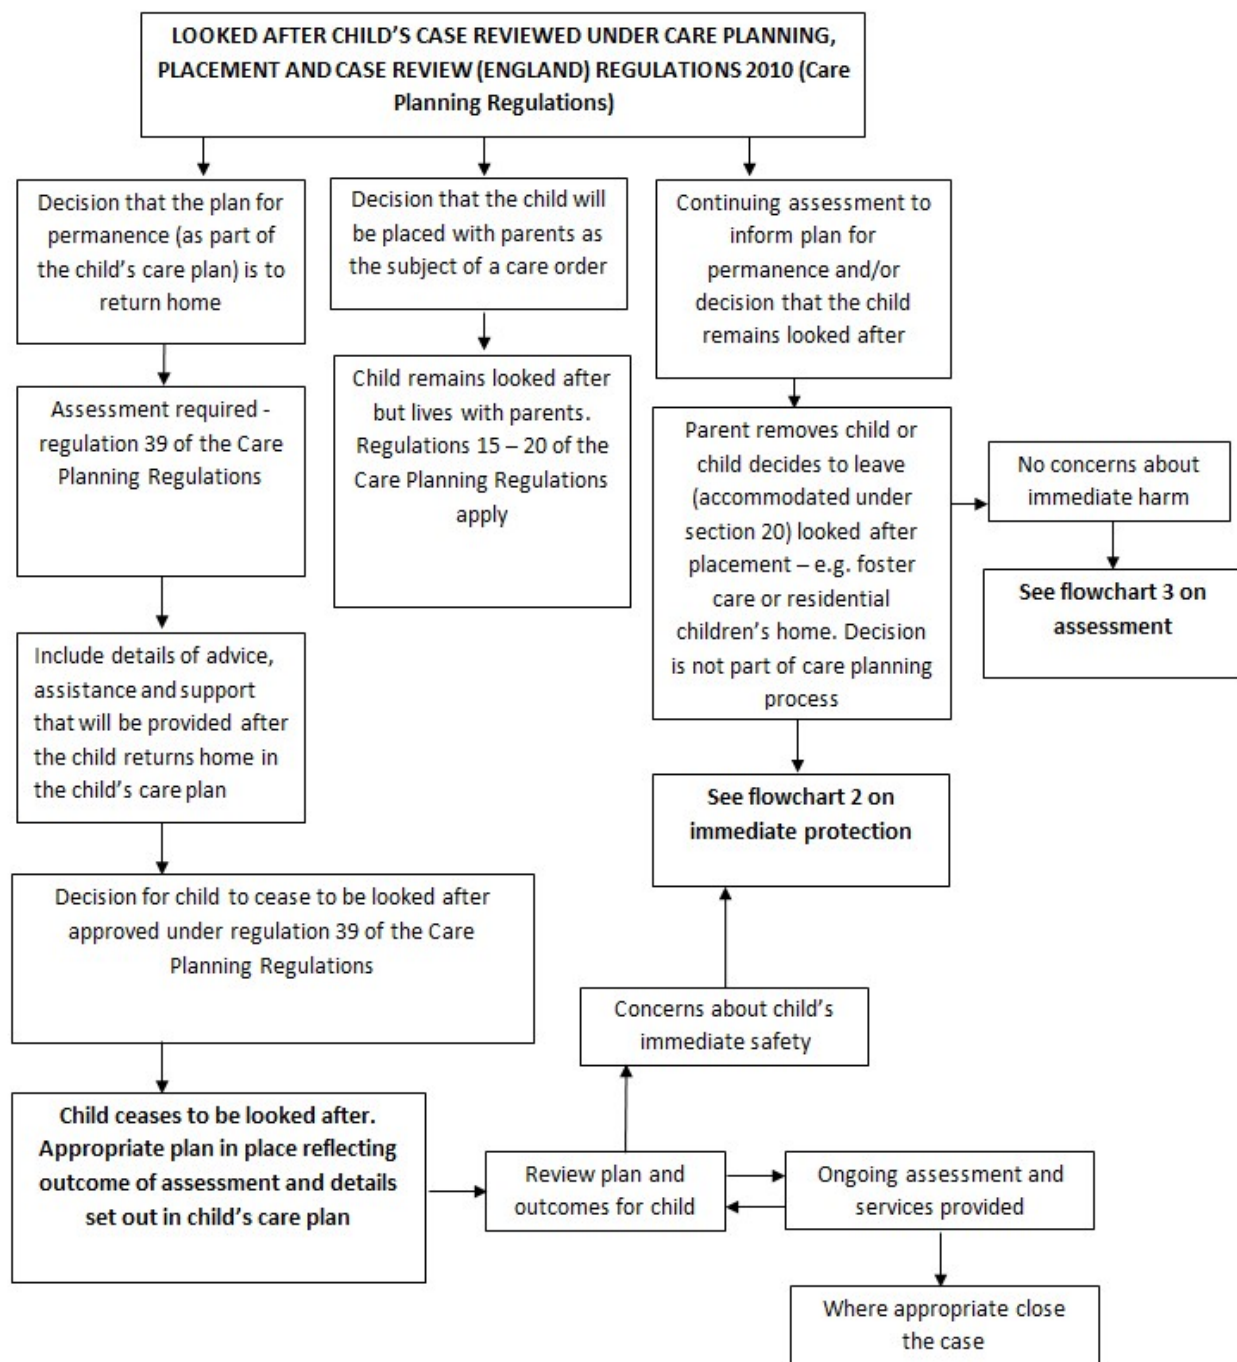 LOOKED AFTER CHILD’S CASE REVIEWED UNDER CARE PLANNING,
PLACEMENT AND CASE REVIEW (ENGLAND) REGULATIONS 2010 (Care
Planning Regulations)
Decision that the plan for
permanence (as part of
the child’s care plan) is to
return home
Decision that the child will
be placed with parents as
the subject of a care order
Continuing assessment to
inform plan for
permanence and/or
decision that the child
remains looked after
Assessment required -
regulation 39 of the Care
Planning Regulations
Child remains looked after
but lives with parents.
Regulations 15 – 20 of the
Care Planning Regulations
apply
Parent removes child or
child decides to leave
(accommodated under
section 20) looked after
placement – e.g. foster
care or residential
children’s home. Decision
is not part of care planning
process
No concerns about
immediate harm
See flowchart 3 on
assessment
Include details of advice,
assistance and support
that will be provided after
the child returns home in
the child’s care plan
See flowchart 2 on
immediate protection
Decision for child to cease to be looked after
approved under regulation 39 of the Care
Planning Regulations
Concerns about child’s
immediate safety
Child ceases to be looked after.
Appropriate plan in place reflecting
outcome of assessment and details
set out in child’s care plan
Review plan and
outcomes for child
Ongoing assessment and
services provided
Where appropriate close
the case